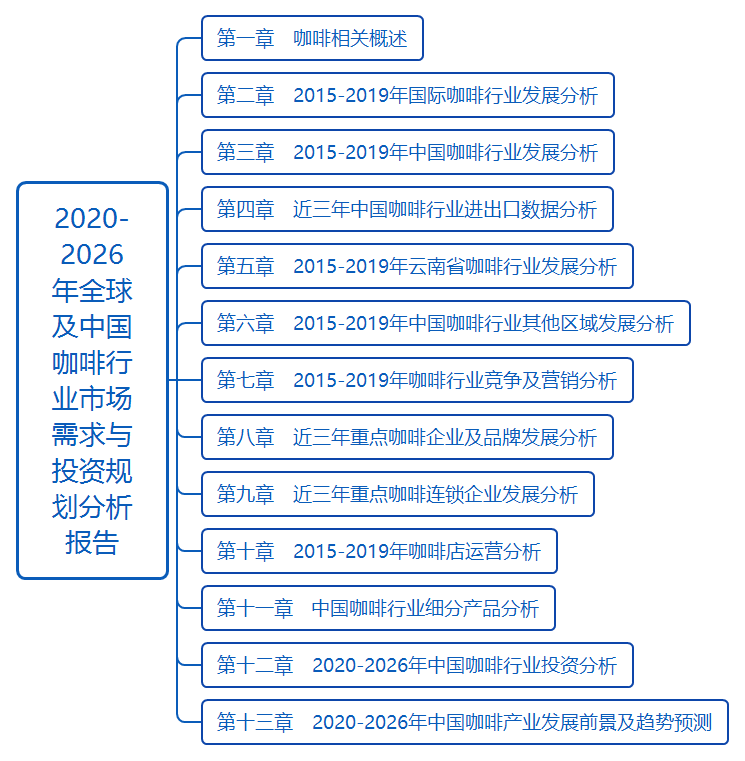 2020-
2026
年全球
及中国
咖啡行
业市场
需求与
投资规
划分析
报告
第一章 咖啡相关概述
第二章 2015-2019年国际咖啡行业发展分析
第三章 2015-2019年中国咖啡行业发展分析
第四章 近三年中国咖啡行业进出口数据分析
第五章 2015-2019年云南省咖啡行业发展分析
第六章 2015-2019年中国咖啡行业其他区域发展分析
第七章 2015-2019年咖啡行业竞争及营销分析
第八章 近三年重点咖啡企业及品牌发展分析
第九章 近三年重点咖啡连锁企业发展分析
第十章 2015-2019年咖啡店运营分析
第十一章 中国咖啡行业细分产品分析
第十二章 2020-2026年中国咖啡行业投资分析
第十三章 2020-2026年中国咖啡产业发展前景及趋势预测